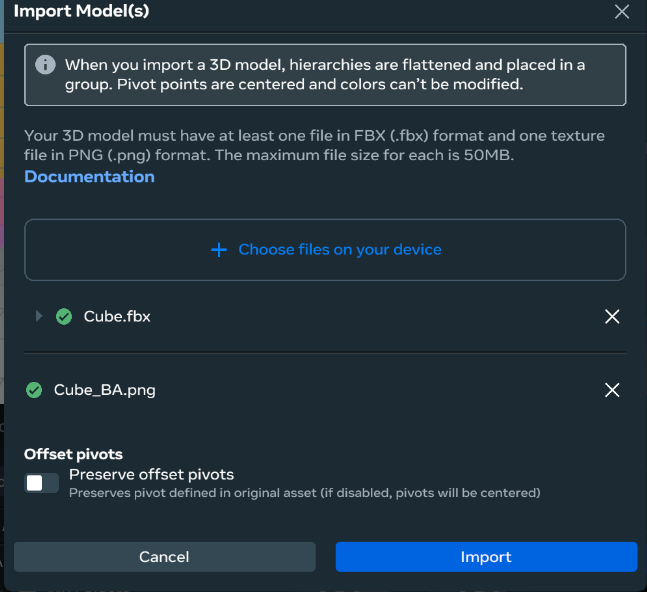 Import Model(s)
When you import a 3D model, hierarchies are flattened and placed in a
group. Pivot points are centered and colors can’t be modified.
Your 3D model must have at least one file in FBX (.fbx) format and one texture
file in PNG (.png) format. The maximum file size for each is 50MB.
Documentation
Choose files on your device
Cube.fbx
Cube_BA.png
Offset pivots
Preserve offset pivots
Preserves pivot defined in original asset (if disabled, pivots will be centered)
Cancel
Import